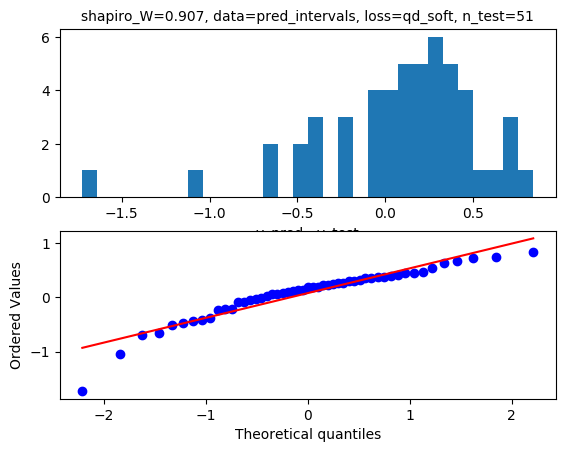 shapiro_W=0.907, data=pred_intervals, loss=qd_soft, n_test=51
6
4
2
0
−1.5 −1.0 −0.5 0.0 0.5
1
0
−1
Ordered Values
−2 −1 0 1 2
Theoretical quantiles